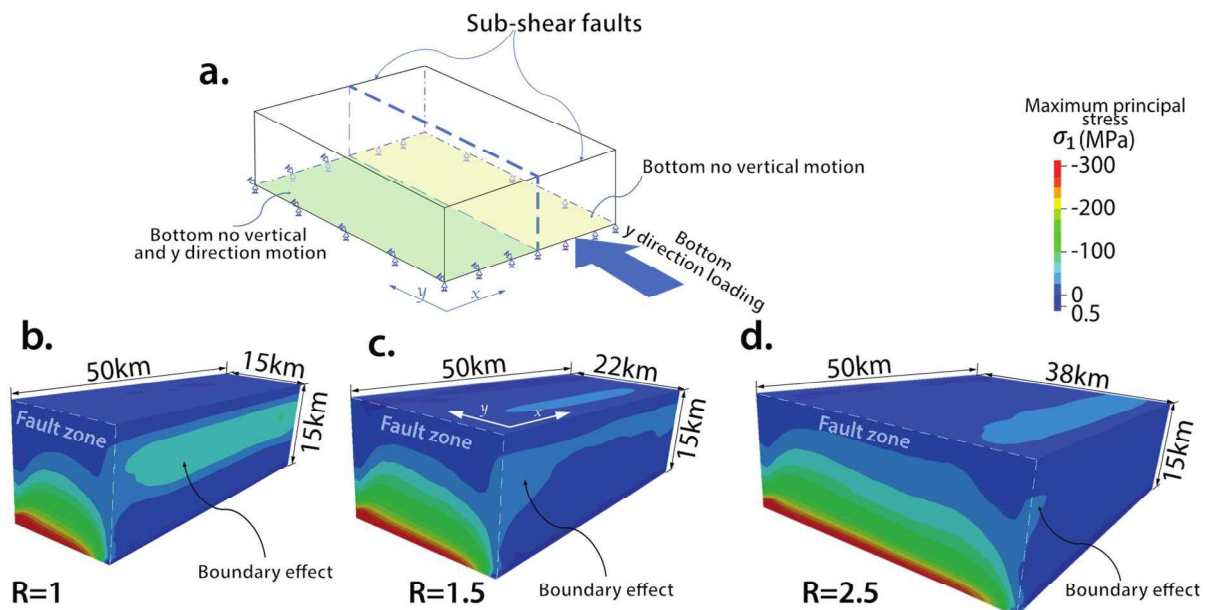 Sub-shear faults
a.
Maximum principal
stress
σ1 (MPa)
-300
-200
-100
0
0.5
Bottom no vertical motion
Bottom no vertical
and y direction motion
Bottom
y direction loading
y
x
b.
50km
15km
15km
Fault zone
Boundary effect
R=1
c.
50km
22km
15km
y
x
Fault zone
Boundary effect
R=1.5
d.
50km
38km
15km
Fault zone
Boundary effect
R=2.5